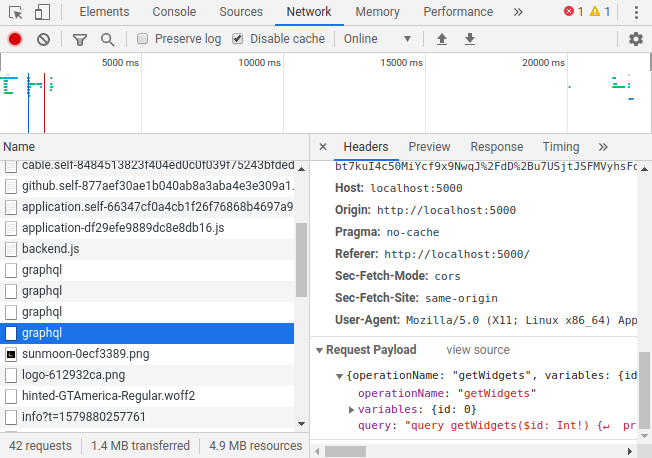 Elements Console Sources Network Memory Performance » 1 1
Preserve log Disable cache Online
5000 ms 10000 ms 15000 ms 20000 ms
Name
cable.self-8484513823f404ed0c0f039f75243bfded
github.self-877aef30ae1b040ab8a3aba4e3e309a1.
application.self-66347cf0a4cb1f26f76868b4697a9
application-df29efe9889dc8e8db16.js
backend.js
graphql
graphql
graphql
graphql
sunmoon-0ecf3389.png
logo-612932ca.png
hinted-GTAmerica-Regular.woff2
info?t=1579880257761
42 requests 1.4 MB transferred 4.9 MB resources
× Headers Preview Response Timing »
bt7kuI4c50MiYcf9x9NwqJ%2FdD%2Bu7USjtJSFMVyhsFc
Host: localhost:5000
Origin: http://localhost:5000
Pragma: no-cache
Referer: http://localhost:5000/
Sec-Fetch-Mode: cors
Sec-Fetch-Site: same-origin
User-Agent: Mozilla/5.0 (X11; Linux x86_64) App
Request Payload view source
{operationName: "getWidgets", variables: {id
operationName: "getWidgets"
variables: {id: 0}
query: "query getWidgets($id: Int!) {↵ pr